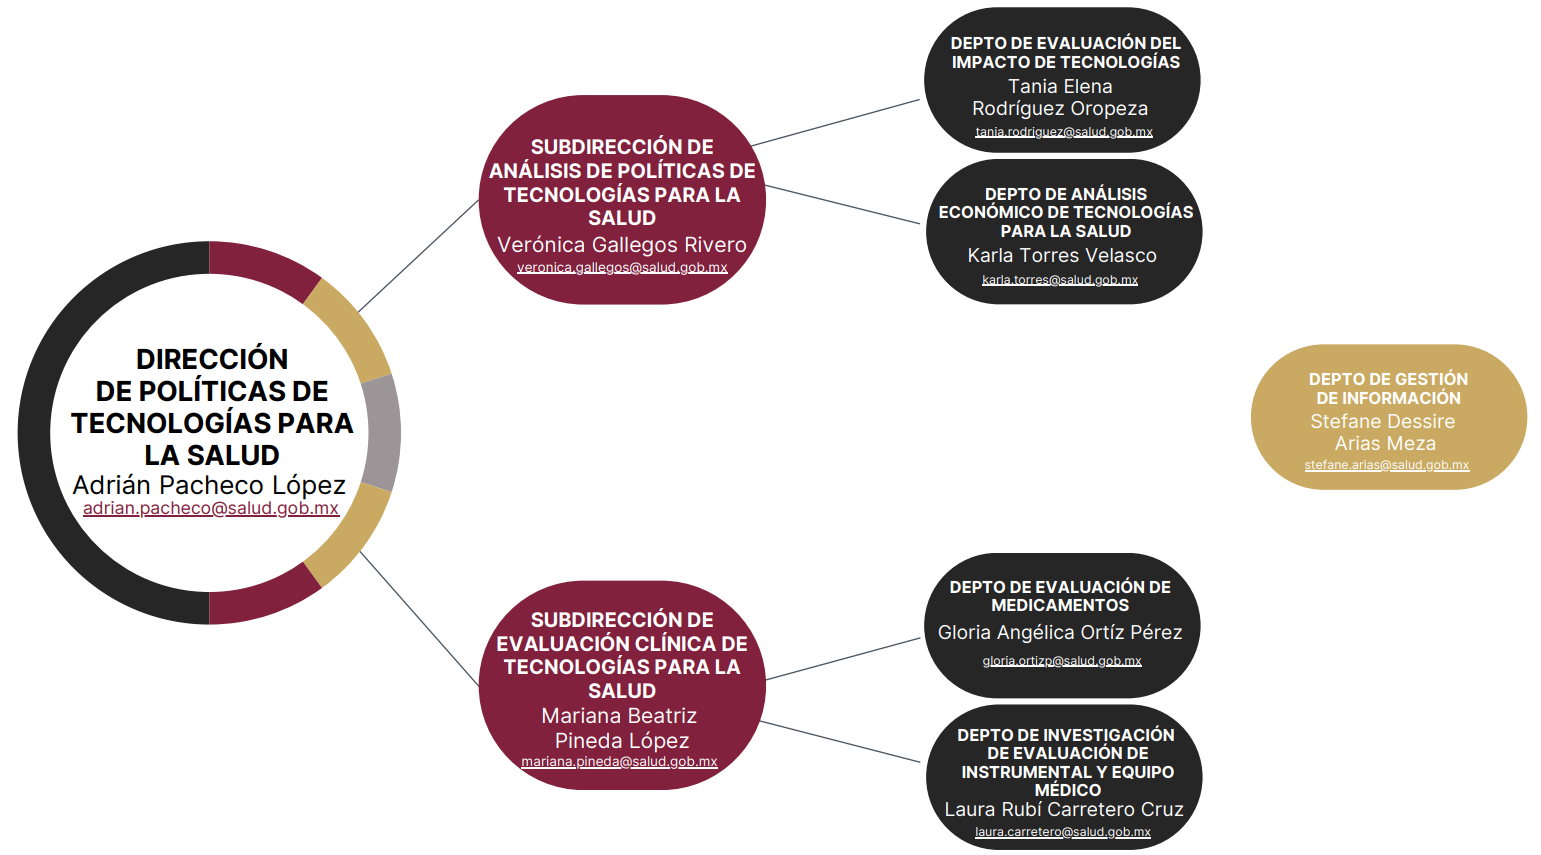 DIRECCIÓN
DE POLÍTICAS DE
TECNOLOGÍAS PARA
LA SALUD
Adrián Pacheco López
adrian.pacheco@salud.gob.mx
SUBDIRECCIÓN DE
ANÁLISIS DE POLÍTICAS DE
TECNOLOGÍAS PARA LA
SALUD
Verónica Gallegos Rivero
veronica.gallegos@salud.gob.mx
DEPTO DE EVALUACIÓN DEL
IMPACTO DE TECNOLOGÍAS
Tania Elena
Rodríguez Oropeza
tania.rodriguez@salud.gob.mx
DEPTO DE ANÁLISIS
ECONÓMICO DE TECNOLOGÍAS
PARA LA SALUD
Karla Torres Velasco
karla.torres@salud.gob.mx
DEPTO DE GESTIÓN
DE INFORMACIÓN
Stefane Dessire
Arias Meza
stefane.arias@salud.gob.mx
SUBDIRECCIÓN DE
EVALUACIÓN CLÍNICA DE
TECNOLOGÍAS PARA LA
SALUD
Mariana Beatriz
Pineda López
mariana.pineda@salud.gob.mx
DEPTO DE EVALUACIÓN DE
MEDICAMENTOS
Gloria Angélica Ortíz Pérez
gloria.ortizp@salud.gob.mx
DEPTO DE INVESTIGACIÓN
DE EVALUACIÓN DE
INSTRUMENTAL Y EQUIPO
MÉDICO
Laura Rubí Carretero Cruz
laura.carretero@salud.gob.mx